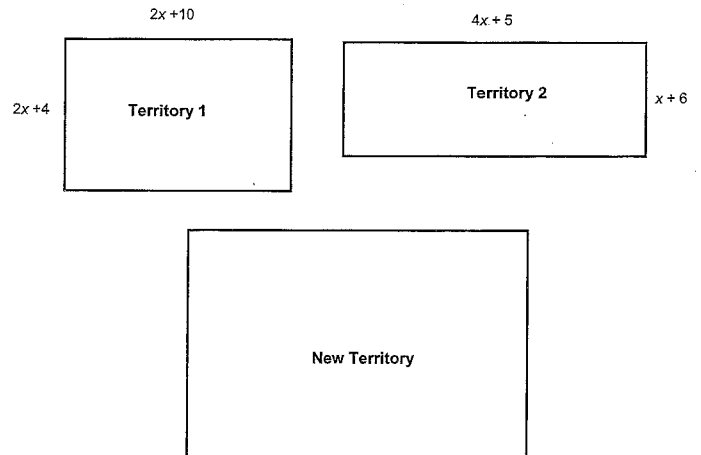 2x +10
4x + 5
2x +4
Territory 1
Territory 2
x + 6
New Territory